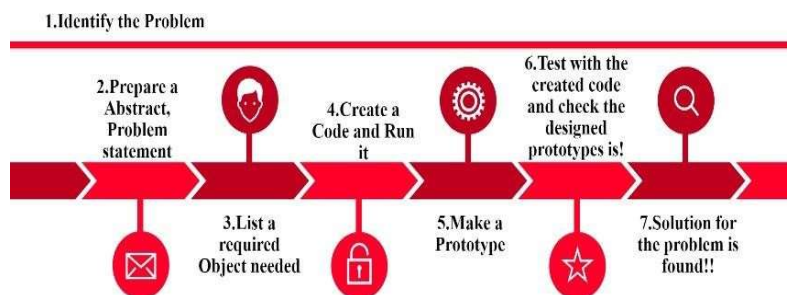 1.Identify the Problem
2.Prepare a
Abstract,
Problem
statement
3.List a
required
Object needed
4.Create a
Code and Run
it
5.Make a
Prototype
6.Test with the
created code
and check the
designed
prototypes is!
7.Solution for
the problem is
found!!